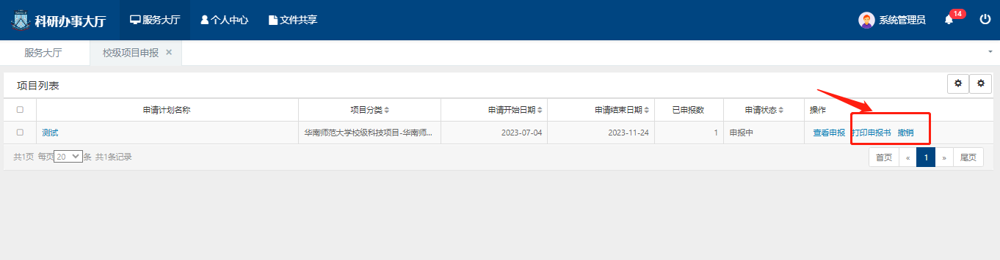 科研办事大厅 服务大厅 个人中心 文件共享 系统管理员 14
服务大厅 校级项目申报 ×
项目列表
申请计划名称 项目分类 申请开始日期 申请结束日期 已申报数 申请状态 操作
测试 华南师范大学校级科技项目-华南师... 2023-07-04 2023-11-24 1 申报中 查看申报 打印申报书 撤销
共1页 每页20条 共1条记录 首页 « 1 » 尾页